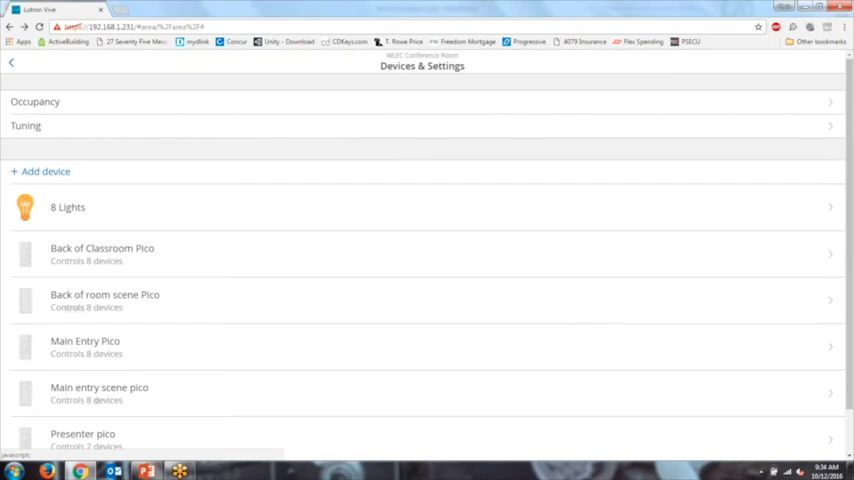 Lutron Vive
https://192.168.1.231/#area/%2Farea%2F4
Apps ActiveBuilding 27 Seventy Five Mes: mydlink Concur Unity - Download CDKeys.com T. Rowe Price Freedom Mortgage 4079 Insurance Progressive Flex Spending PSECU Other bookmarks
WLEC Conference Room
Devices & Settings
Occupancy
Tuning
+ Add device
8 Lights
Back of Classroom Pico
Controls 8 devices
Back of room scene Pico
Controls 8 devices
Main Entry Pico
Controls 8 devices
Main entry scene pico
Controls 8 devices
Presenter pico
Controls 2 devices
javascript:
9:34 AM
10/12/2016